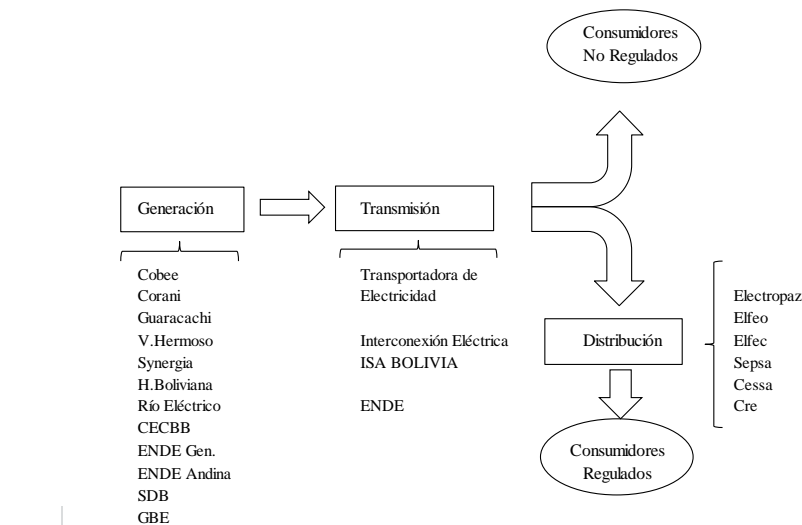 Consumidores
No Regulados
Generación
Transmisión
Cobee
Corani
Guaracachi
V.Hermoso
Synergia
H.Boliviana
Río Eléctrico
CECBB
ENDE Gen.
ENDE Andina
SDB
GBE
Transportadora de
Electricidad
Interconexión Eléctrica
ISA BOLIVIA
ENDE
Distribución
Electropaz
Elfeo
Elfec
Sepsa
Cessa
Cre
Consumidores
Regulados